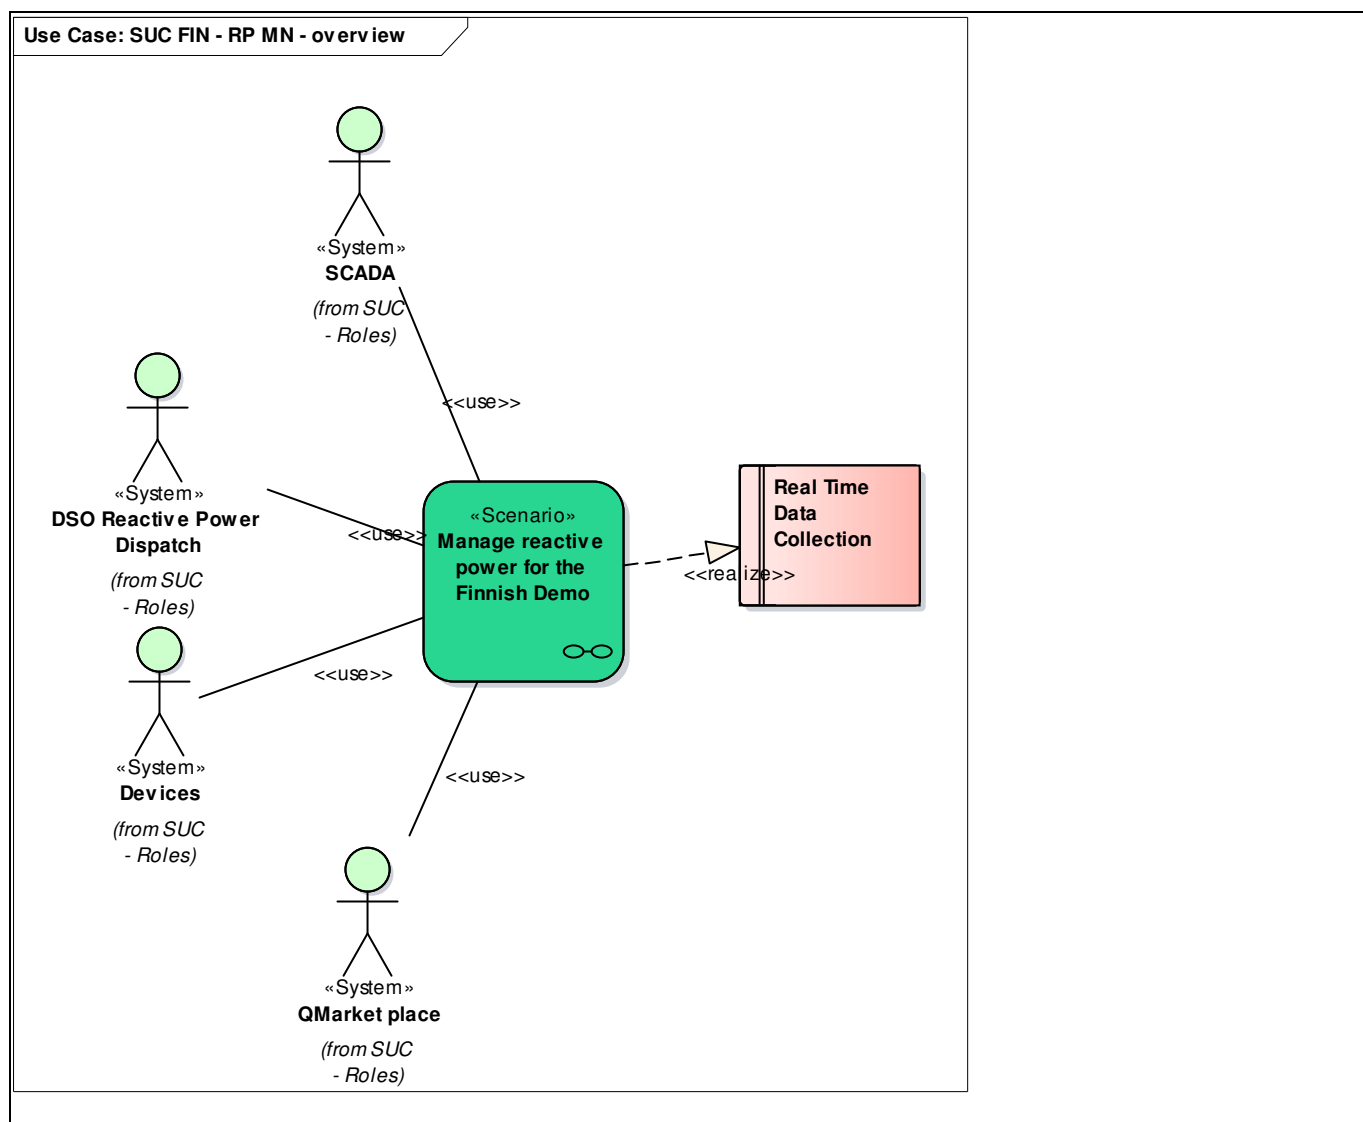 Use Case: SUC FIN - RP MN - overview
«System»
SCADA
(from SUC
- Roles)
<<use>>
«System»
DSO Reactive Power
Dispatch
(from SUC
- Roles)
<<use>>
«Scenario»
Manage reactive
power for the
Finnish Demo
Real Time
Data
Collection
<<realize>>
«System»
Devices
(from SUC
- Roles)
<<use>>
<<use>>
«System»
QMarket place
(from SUC
- Roles)